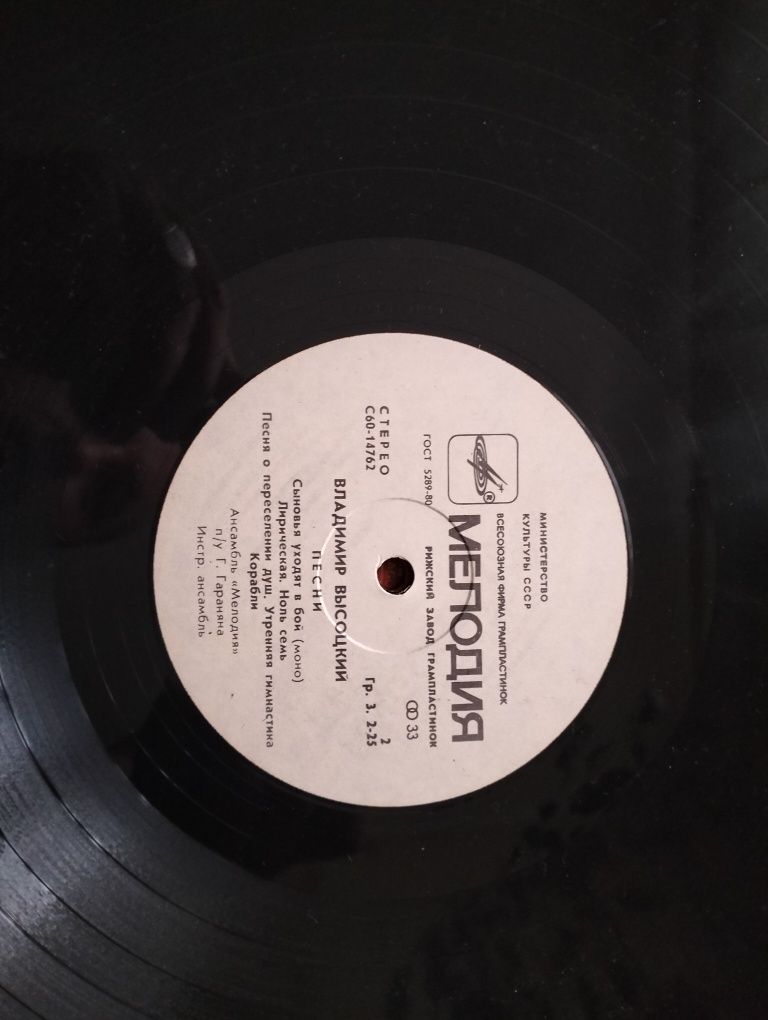 МИНИСТЕРСТВО
КУЛЬТУРЫ СССР
ВСЕСОЮЗНАЯ ФИРМА ГРАМПЛАСТИНОК
®
МЕЛОДИЯ
ГОСТ 5289-80
РИЖСКИЙ ЗАВОД ГРАМПЛАСТИНОК
33
СТЕРЕО
2
С60-14762
Гр. 3. 2-25
ВЛАДИМИР ВЫСОЦКИЙ
ПЕСНИ
Сыновья уходят в бой (моно)
Лирическая. Ноль семь
Песня о переселении душ. Утренняя гимнастика
Корабли
Ансамбль «Мелодия»
п/у Г. Гараняна
Инстр. ансамбль